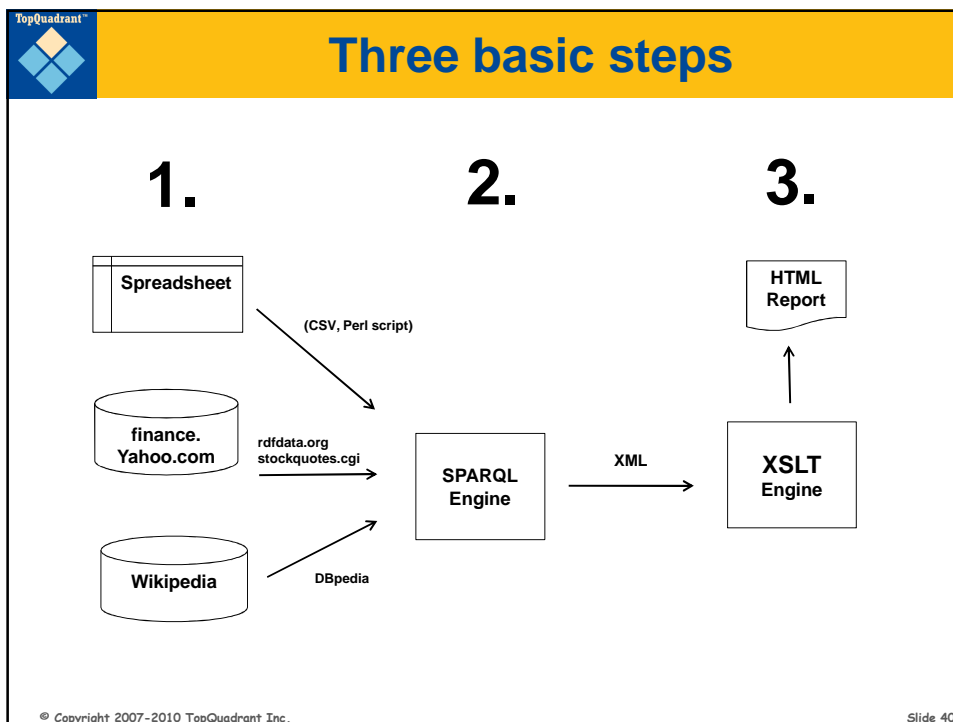 TopQuadrant™
Three basic steps
1.
2.
3.
Spreadsheet
(CSV, Perl script)
HTML
Report
finance.
Yahoo.com
rdfdata.org
stockquotes.cgi
SPARQL
Engine
XML
XSLT
Engine
Wikipedia
DBpedia
© Copyright 2007-2010 TopQuadrant Inc.
Slide 40